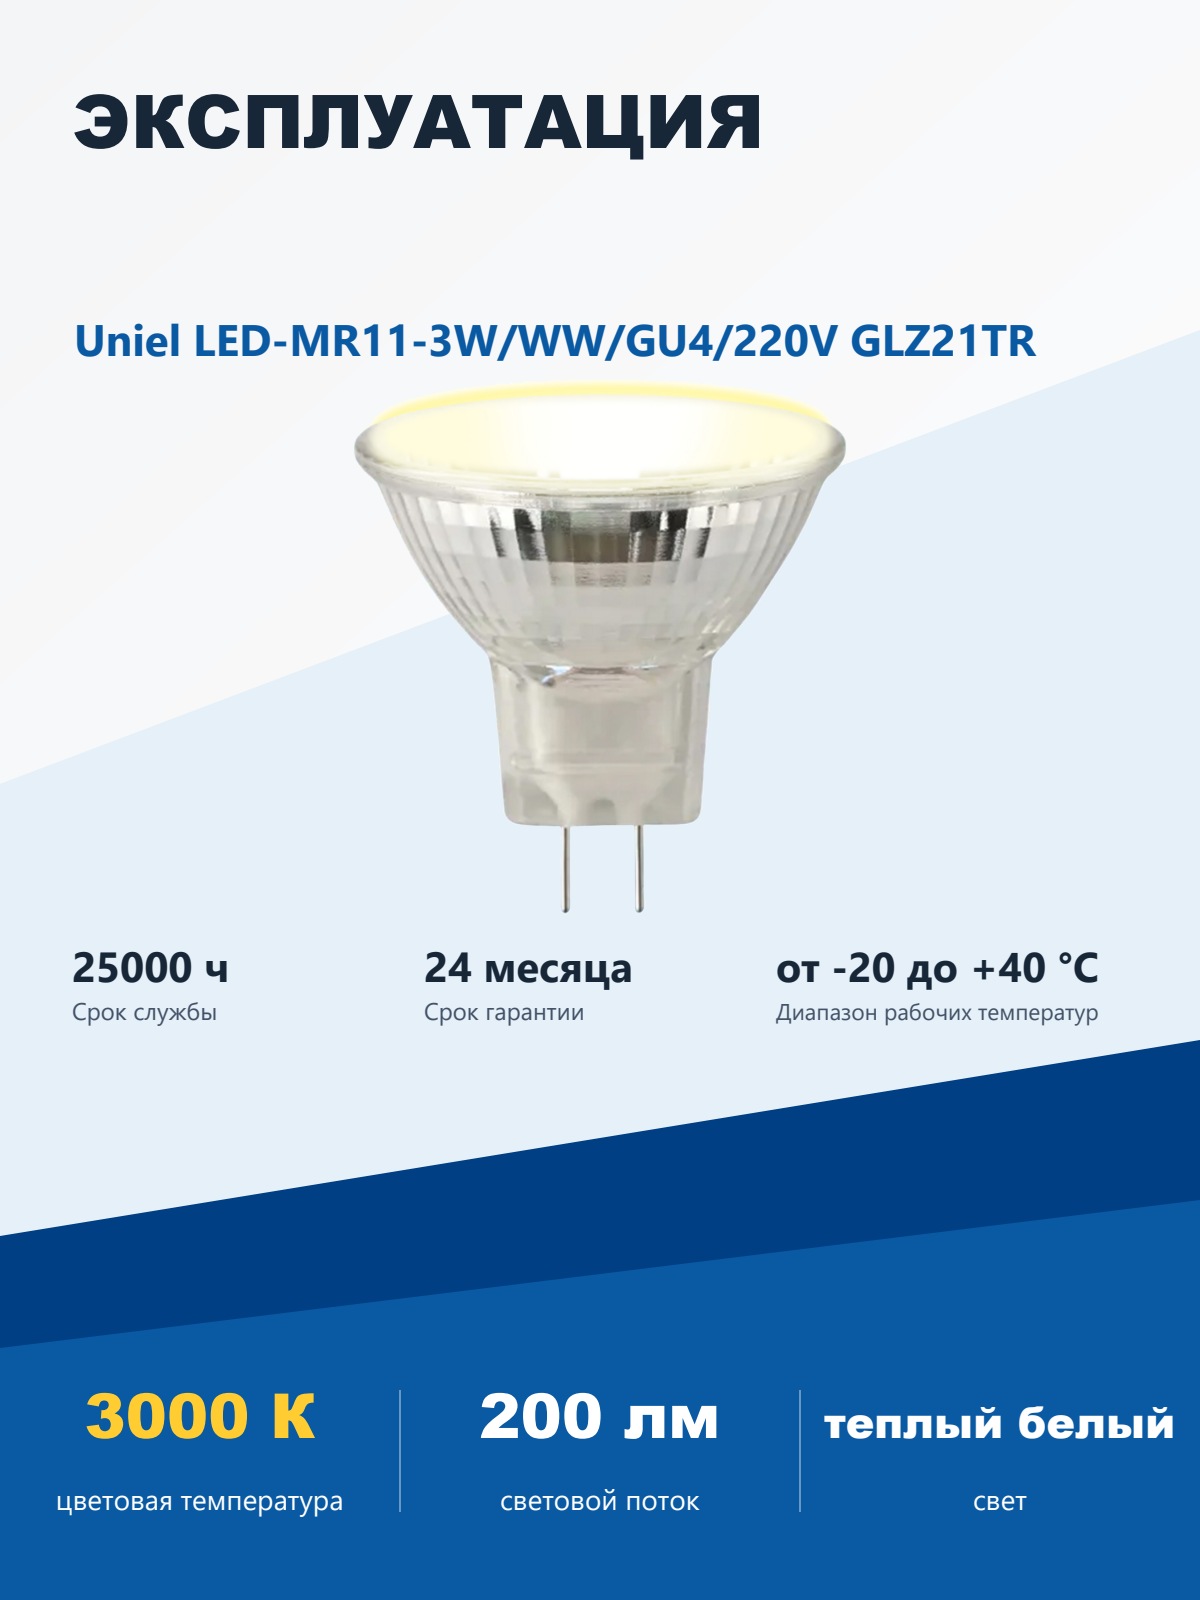 ЭКСПЛУАТАЦИЯ
Uniel LED-MR11-3W/WW/GU4/220V GLZ21TR
25000 ч
Срок службы
24 месяца
Срок гарантии
от -20 до +40 °C
Диапазон рабочих температур
3000 К
цветовая температура
200 лм
световой поток
теплый белый
свет